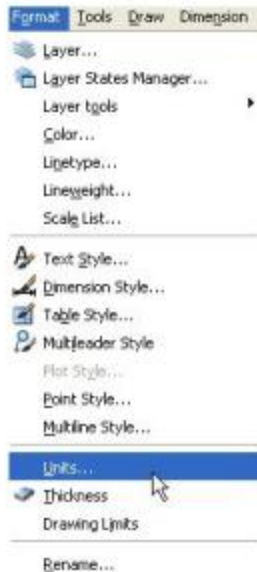 Format Tools Draw Dimension
Layer...
Layer States Manager...
Layer tools
Color...
Linetype...
Lineweight...
Scale List...
Text Style...
Dimension Style...
Table Style...
Multileader Style
Plot Style...
Point Style...
Multiline Style...
Units...
Thickness
Drawing Limits
Rename...